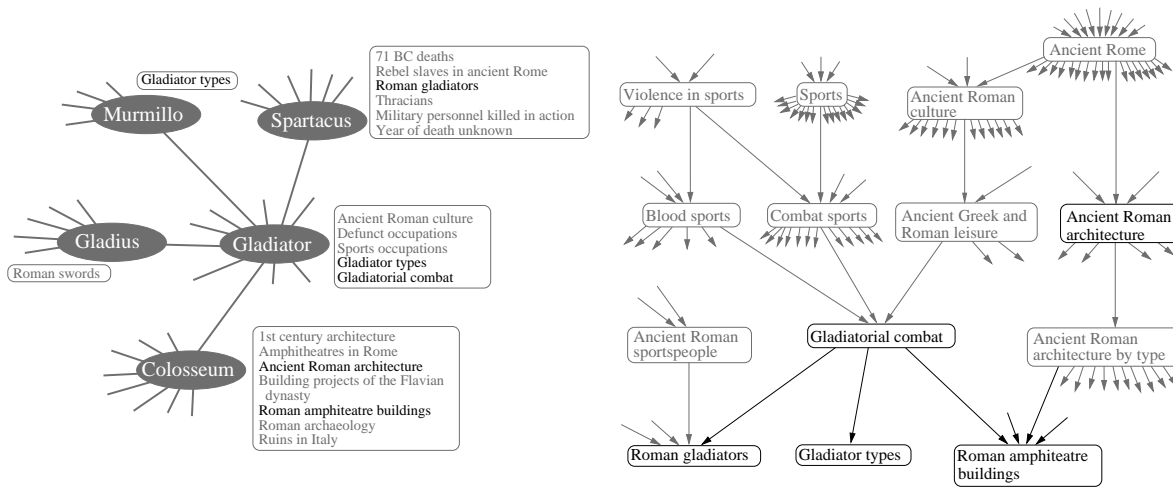 Gladiator types
Murmillo
Spartacus
71 BC deaths
Rebel slaves in ancient Rome
Roman gladiators
Thracians
Military personnel killed in action
Year of death unknown
Gladius
Roman swords
Gladiator
Ancient Roman culture
Defunct occupations
Sports occupations
Gladiator types
Gladiatorial combat
Colosseum
1st century architecture
Amphitheatres in Rome
Ancient Roman architecture
Building projects of the Flavian
dynasty
Roman amphiteatre buildings
Roman archaeology
Ruins in Italy
Ancient Rome
Violence in sports
Sports
Ancient Roman
culture
Blood sports
Combat sports
Ancient Greek and
Roman leisure
Ancient Roman
architecture
Ancient Roman
sportspeople
Gladiatorial combat
Ancient Roman
architecture by type
Roman gladiators
Gladiator types
Roman amphiteatre
buildings